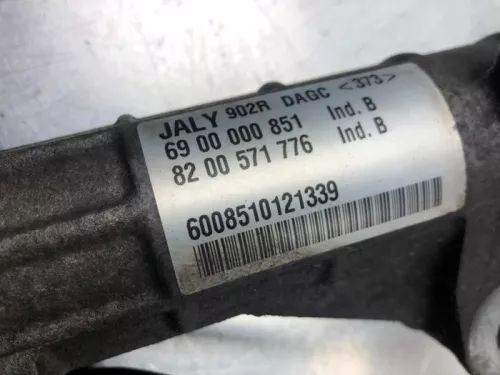 JALY 902R DAGC <373>
69 00 000 851 Ind. B
82 00 571 776 Ind. B
6008510121339